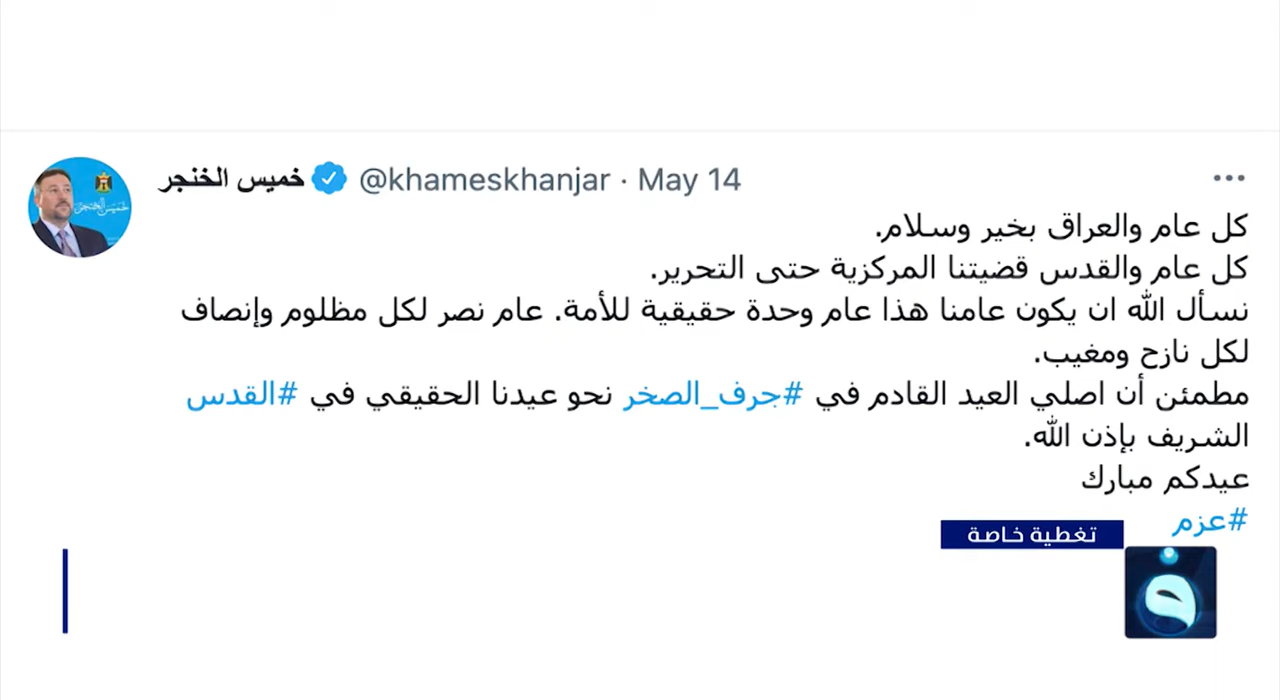 خميس الخنجر @khameskhanjar · May 14
كل عام والعراق بخير وسلام.
كل عام والقدس قضيتنا المركزية حتى التحرير.
نسأل الله ان يكون عامنا هذا عام وحدة حقيقية للأمة. عام نصر لكل مظلوم وإنصاف
لكل نازح ومغيب.
مطمئن أن اصلي العيد القادم في #جرف_الصخر نحو عيدنا الحقيقي في #القدس
الشريف بإذن الله.
عيدكم مبارك
#عزم
تغطية خاصة
خميس الخنجر